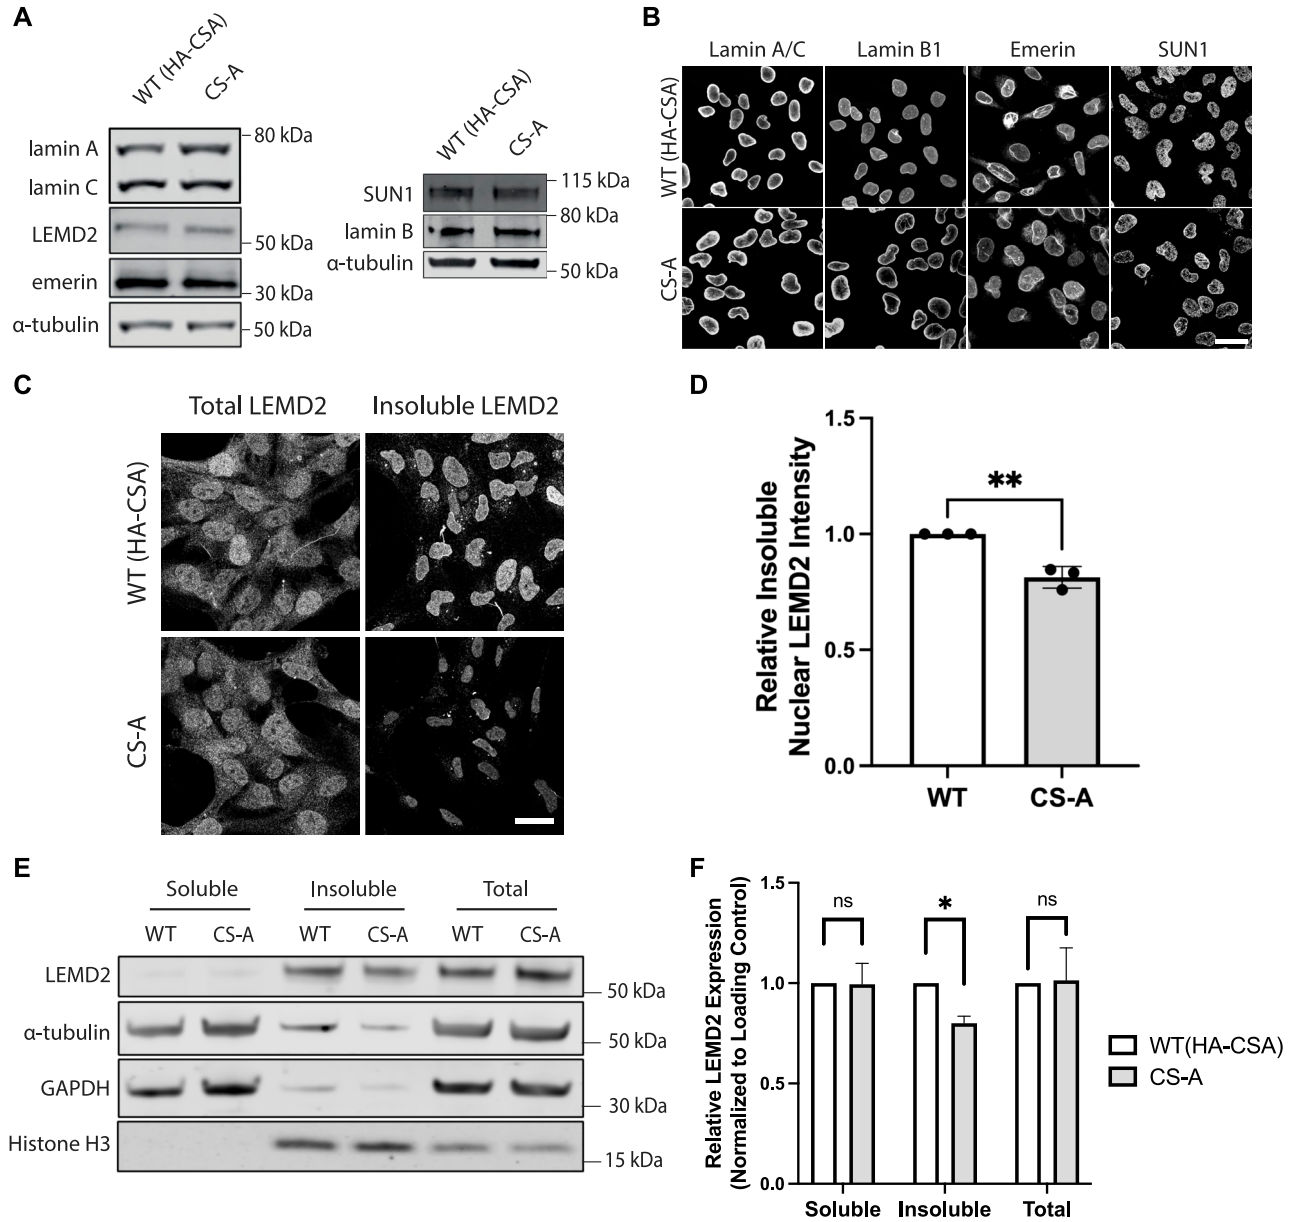 A
WT (HA-CSA)
CS-A
lamin A
lamin C
LEMD2
emerin
α-tubulin
80 kDa
50 kDa
30 kDa
50 kDa
WT (HA-CSA)
CS-A
SUN1
lamin B
α-tubulin
115 kDa
80 kDa
50 kDa
B
Lamin A/C
Lamin B1
Emerin
SUN1
WT (HA-CSA)
CS-A
C
Total LEMD2
Insoluble LEMD2
WT (HA-CSA)
CS-A
D
Relative Insoluble
Nuclear LEMD2 Intensity
1.5
1.0
0.5
0.0
**
WT
CS-A
E
Soluble
Insoluble
Total
WT
CS-A
WT
CS-A
WT
CS-A
LEMD2
50 kDa
α-tubulin
50 kDa
GAPDH
30 kDa
Histone H3
15 kDa
F
Relative LEMD2 Expression
(Normalized to Loading Control)
1.5
1.0
0.5
0.0
ns
*
ns
Soluble
Insoluble
Total
WT(HA-CSA)
CS-A